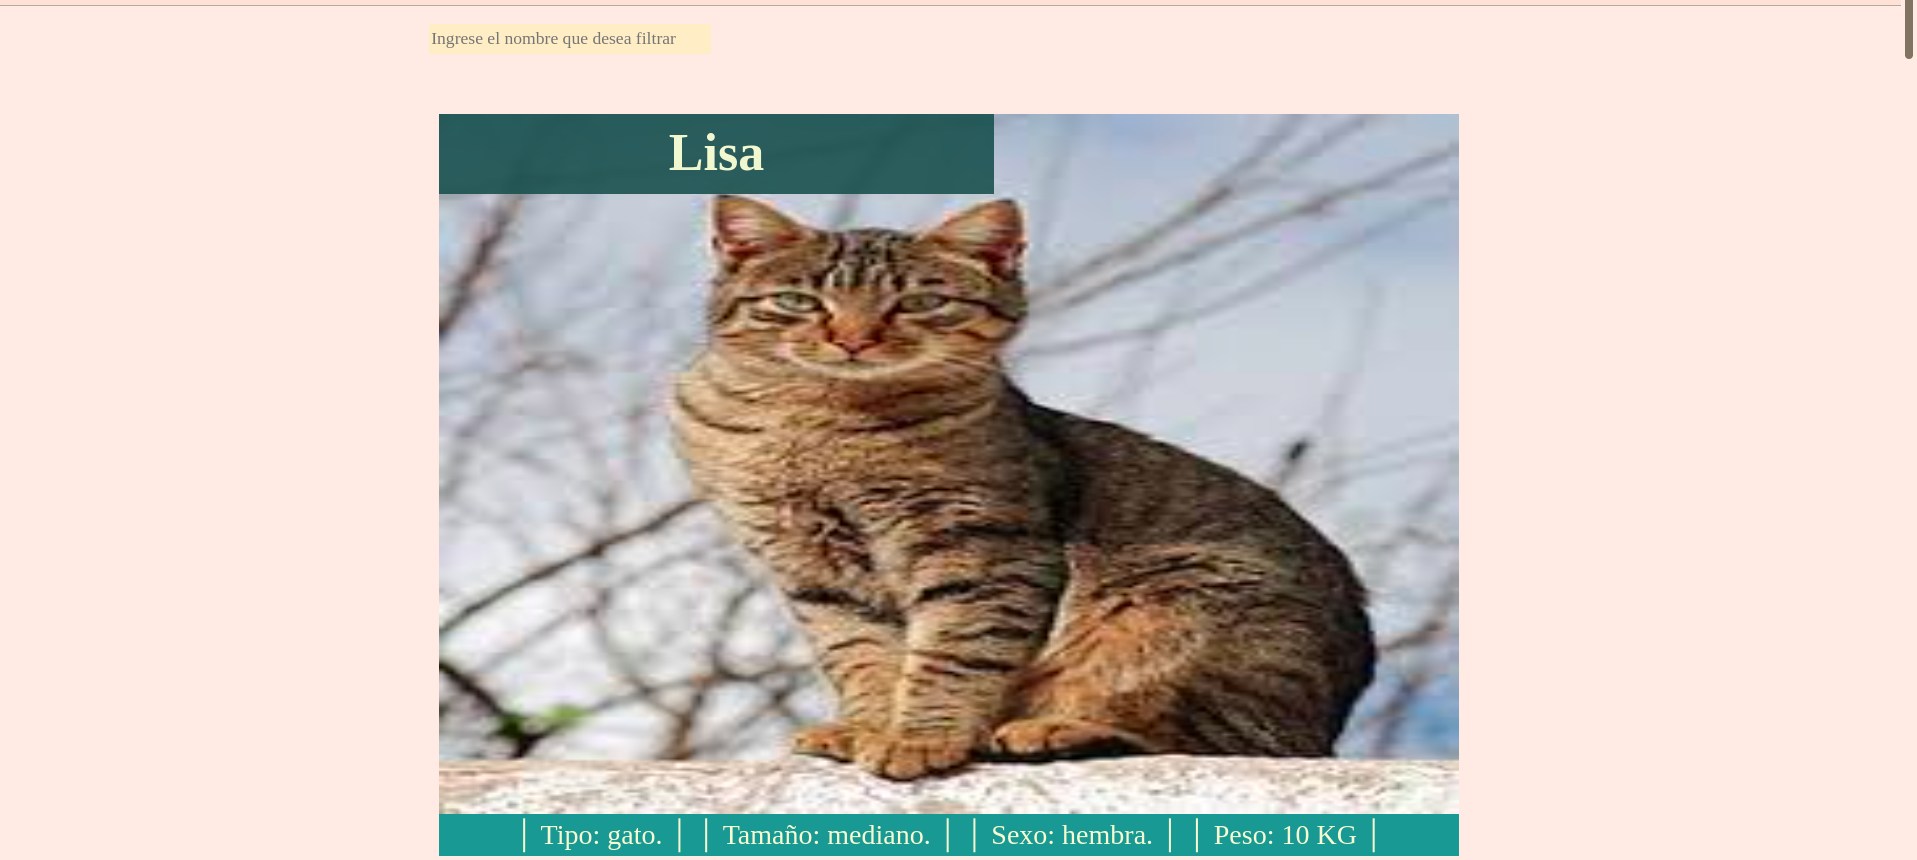 Ingrese el nombre que desea filtrar
Lisa
| Tipo: gato. | | Tamaño: mediano. | | Sexo: hembra. | | Peso: 10 KG |